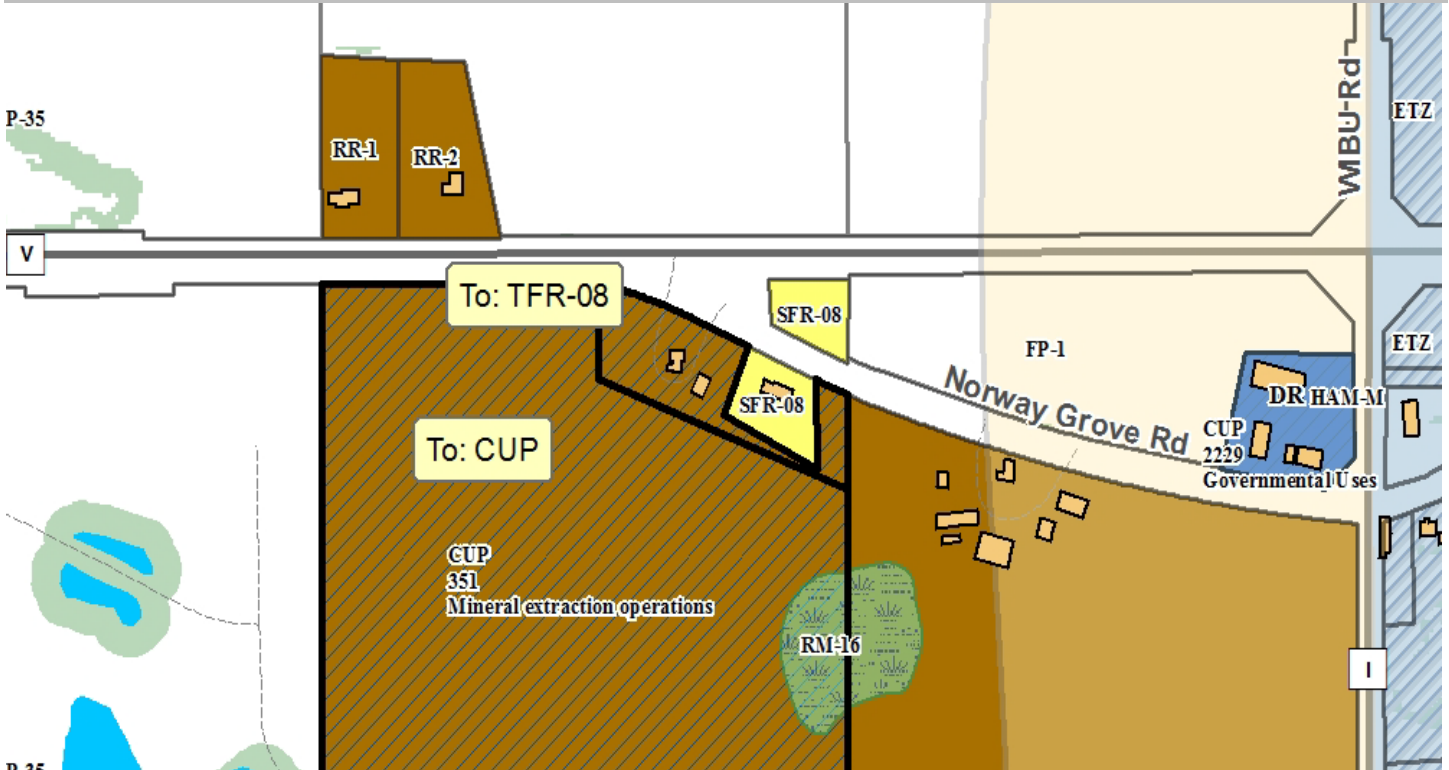 P-35
RR-1
RR-2
WIBU Rd
ETZ
V
To: TFR-08
SFR-08
FP-1
ETZ
SFR-08
Norway Grove Rd
DR HAM-M
CUP
2229
Governmental Uses
To: CUP
CUP
351
Mineral extraction operations
RM-16
I
P-35